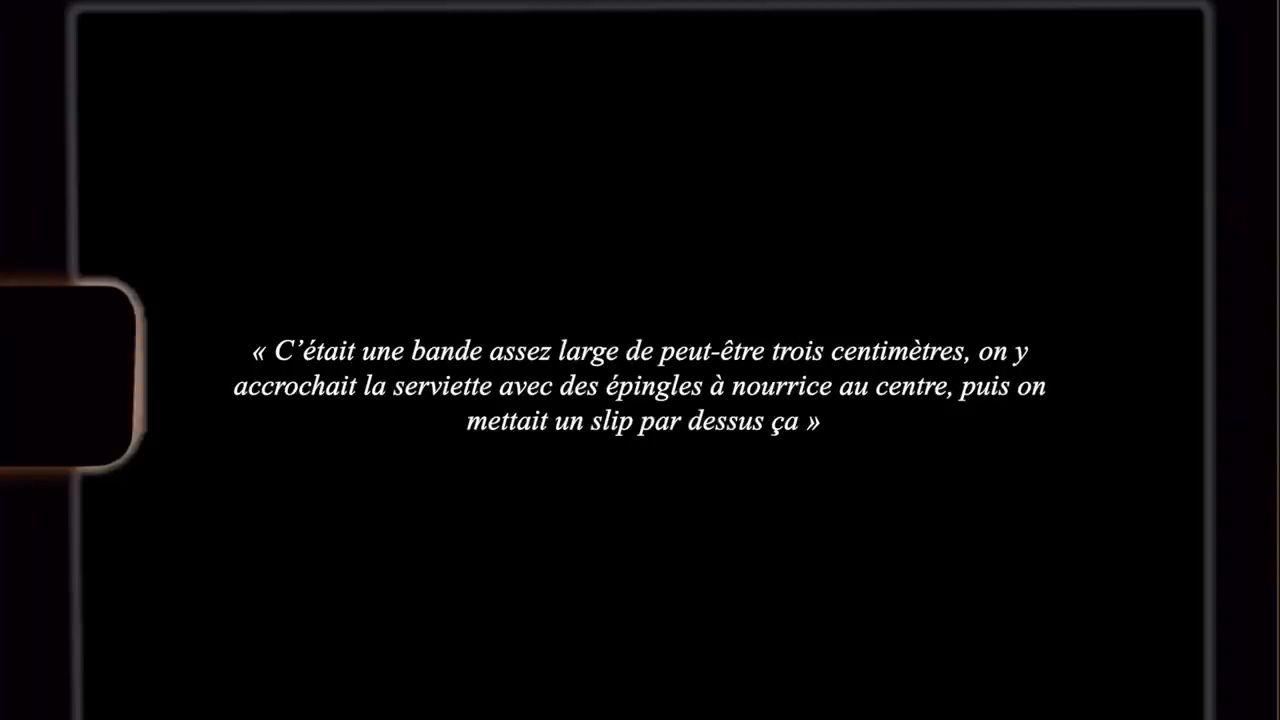 « C’était une bande assez large de peut-être trois centimètres, on y
accrochait la serviette avec des épingles à nourrice au centre, puis on
mettait un slip par dessus ça »